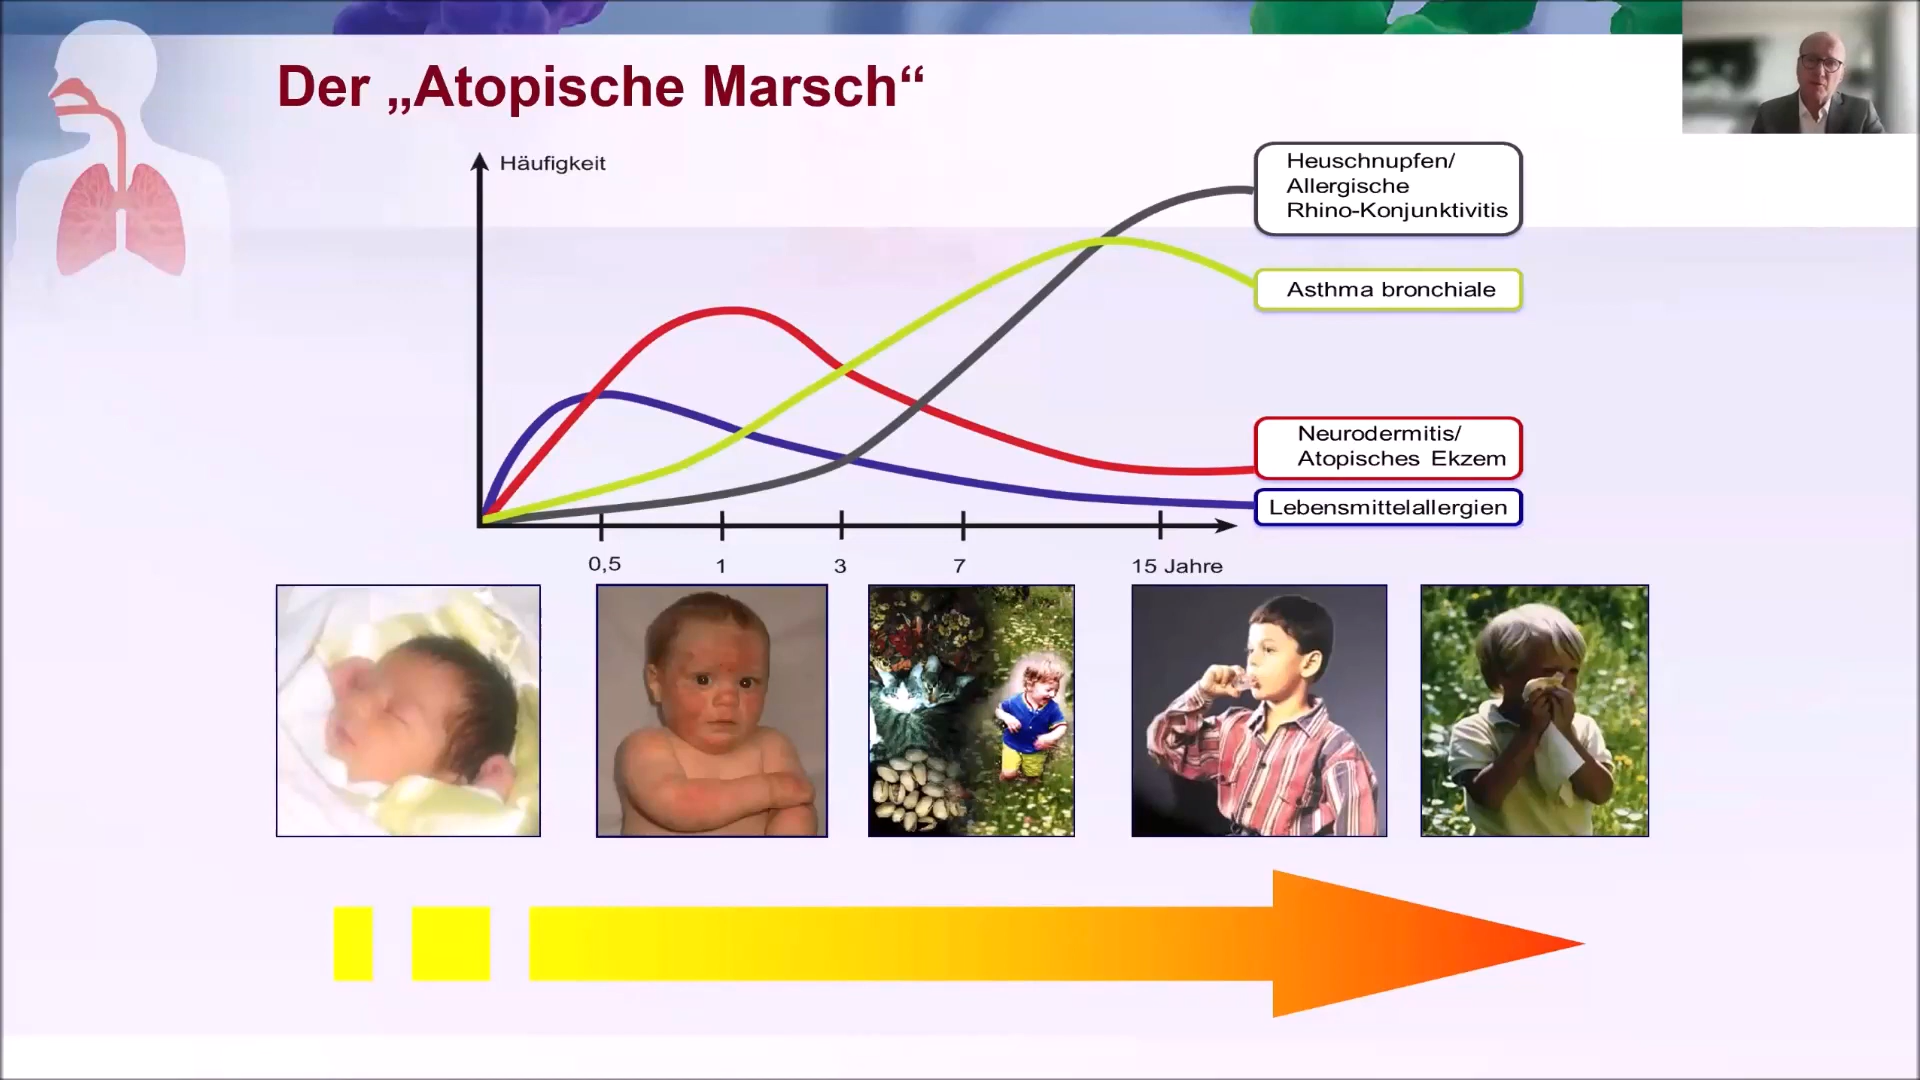 Der „Atopische Marsch“
Häufigkeit
Heuschnupfen/
Allergische
Rhino-Konjunktivitis
Asthma bronchiale
Neurodermitis/
Atopisches Ekzem
Lebensmittelallergien
0,5 1 3 7 15 Jahre